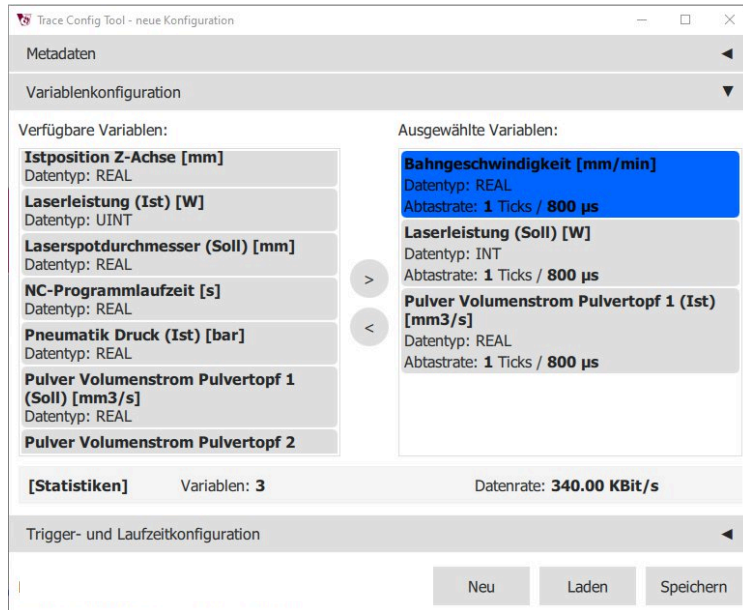 Trace Config Tool - neue Konfiguration
Metadaten
Variablenkonfiguration
Verfügbare Variablen:
Istposition Z-Achse [mm]
Datentyp: REAL
Laserleistung (Ist) [W]
Datentyp: UINT
Laserspotdurchmesser (Soll) [mm]
Datentyp: REAL
NC-Programmlaufzeit [s]
Datentyp: REAL
Pneumatik Druck (Ist) [bar]
Datentyp: REAL
Pulver Volumenstrom Pulvertopf 1
(Soll) [mm3/s]
Datentyp: REAL
Pulver Volumenstrom Pulvertopf 2
>
<
Ausgewählte Variablen:
Bahngeschwindigkeit [mm/min]
Datentyp: REAL
Abtastrate: 1 Ticks / 800 µs
Laserleistung (Soll) [W]
Datentyp: INT
Abtastrate: 1 Ticks / 800 µs
Pulver Volumenstrom Pulvertopf 1 (Ist)
[mm3/s]
Datentyp: REAL
Abtastrate: 1 Ticks / 800 µs
[Statistiken] Variablen: 3 Datenrate: 340.00 KBit/s
Trigger- und Laufzeitkonfiguration
Neu Laden Speichern